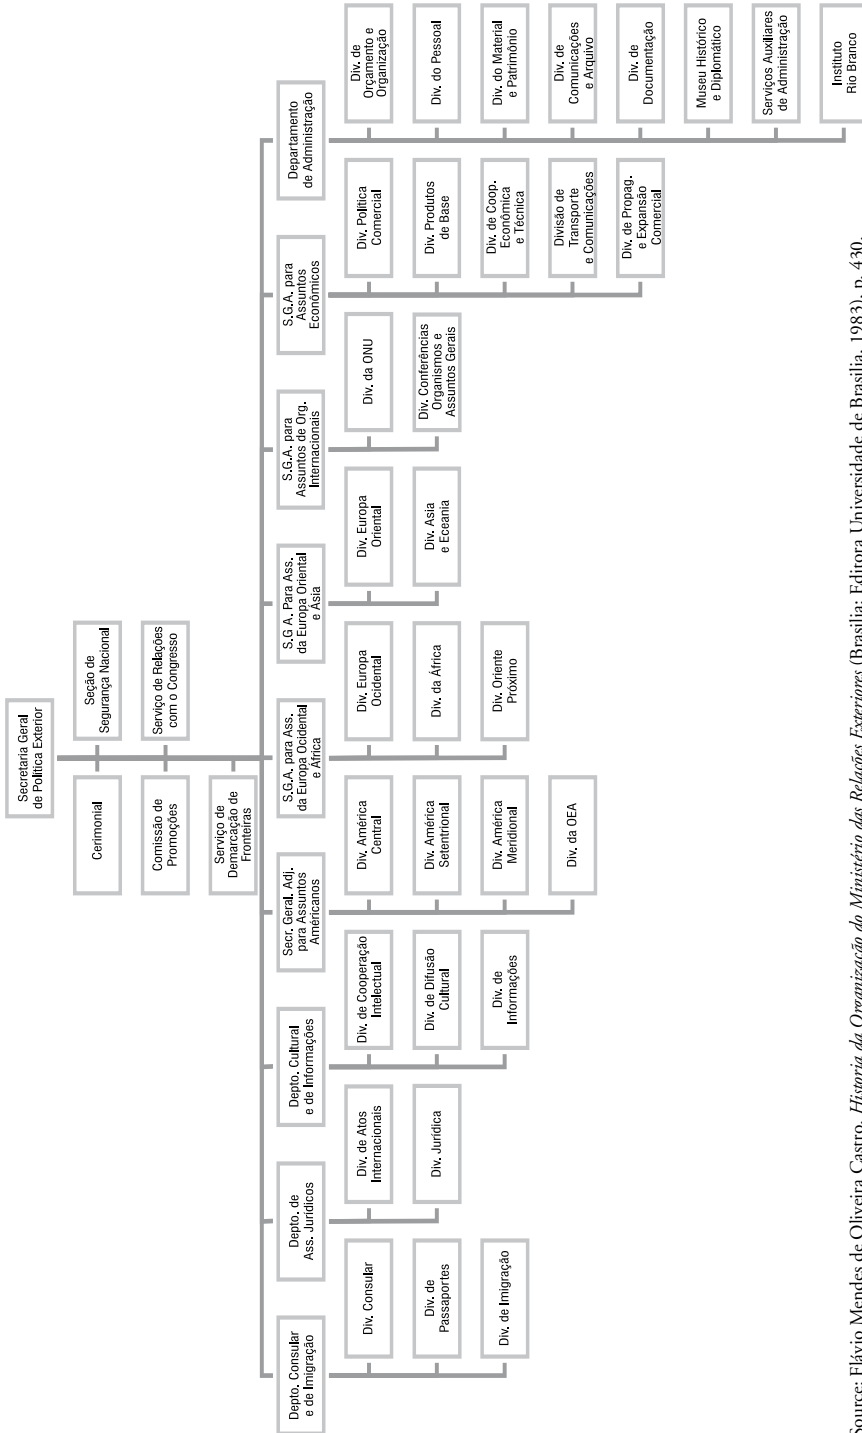 Secretaria Geral
de Política Exterior
Cerimonial
Seção de
Segurança Nacional
Comissão de
Promoções
Serviço de Relações
com o Congresso
Serviço de
Demarcação de
Fronteiras
Depto. Consular
e de Imigração
Div. Consular
Div. de
Passaportes
Div. de Imigração
Depto. de
Ass. Jurídicos
Div. de Atos
Internacionais
Div. Jurídica
Depto. Cultural
e de Informações
Div. de Cooperação
Intelectual
Div. de Difusão
Cultural
Div. de
Informações
Secr. Geral. Adj.
para Assuntos
Américanos
Div. América
Central
Div. América
Setentrional
Div. América
Meridional
Div. da OEA
S.G.A. para Ass.
da Europa Ocidental
e África
Div. Europa
Ocidental
Div. da África
Div. Oriente
Próximo
S.G A. Para Ass.
da Europa Oriental
e Ásia
Div. Europa
Oriental
Div. Asia
e Eceania
S.G.A. para
Assuntos de Org.
Internacionais
Div. da ONU
Div. Conferências
Organismos e
Assuntos Gerais
S.G.A. para
Assuntos
Econômicos
Div. Política
Comercial
Div. Produtos
de Base
Div. de Coop.
Econômica
e Técnica
Divisão de
Transporte
e Comunicações
Div. de Propag.
e Expansão
Comercial
Departamento
de Administração
Div. de
Orçamento e
Organização
Div. do Pessoal
Div. do Material
e Patrimônio
Div. de
Comunicações
e Arquivo
Div. de
Documentação
Museu Histórico
e Diplomático
Serviços Auxiliares
de Administração
Instituto
Rio Branco
Source: Flávio Mendes de Oliveira Castro, Historia da Organização do Ministério das Relações Exteriores (Brasilia: Editora Universidade de Brasilia, 1983), p. 430.